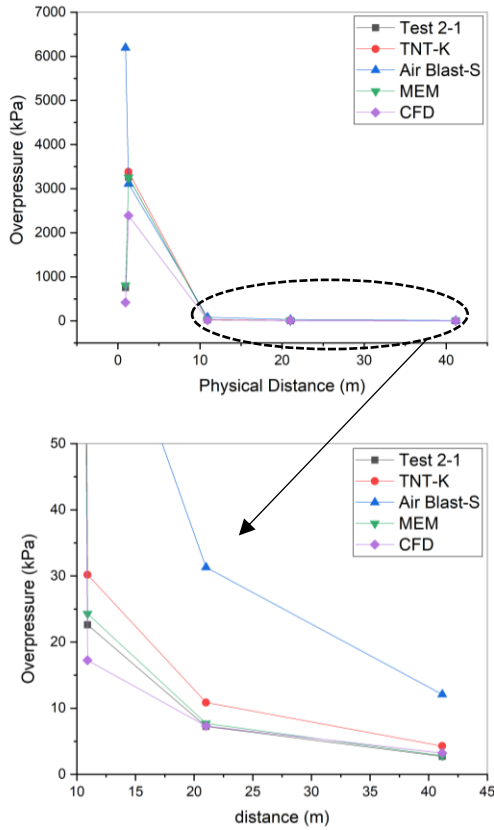 7000
6000
5000
4000
3000
2000
1000
0
Overpressure (kPa)
Test 2-1
TNT-K
Air Blast-S
MEM
CFD
0 10 20 30 40
Physical Distance (m)
50
40
30
20
10
0
Overpressure (kPa)
Test 2-1
TNT-K
Air Blast-S
MEM
CFD
10 15 20 25 30 35 40 45
distance (m)